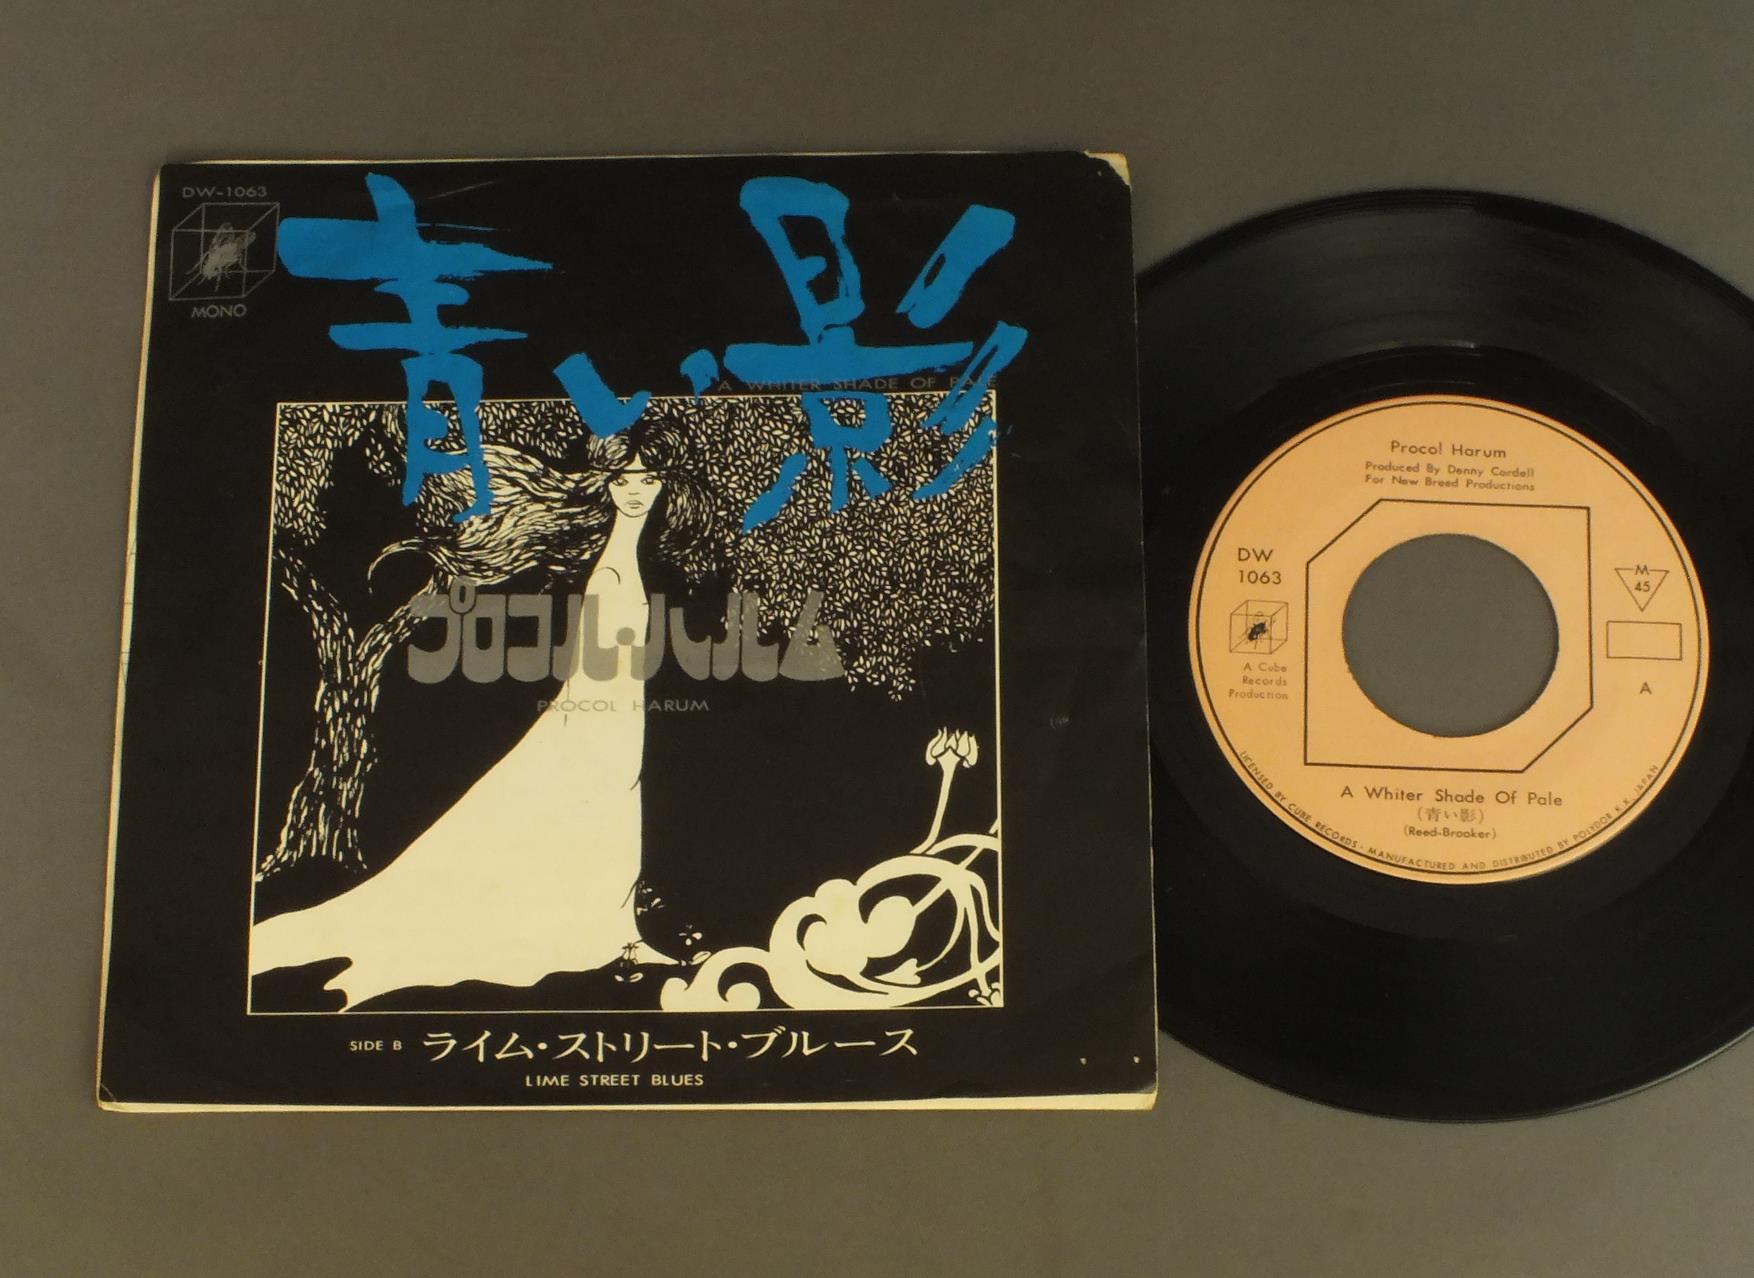 DW-1063
MONO
青い影
A WHITER SHADE OF PALE
プロコル・ハルム
PROCOL HARUM
SIDE B ライム・ストリート・ブルース
LIME STREET BLUES
Procol Harum
Produced By Denny Cordell
For New Breed Productions
DW
1063
M
45
A Cube
Records
Production
A
A Whiter Shade Of Pale
(青い影)
(Reed-Brooker)
LICENSED BY CUBE RECORDS • MANUFACTURED AND DISTRIBUTED BY POLYDOR K.K. JAPAN